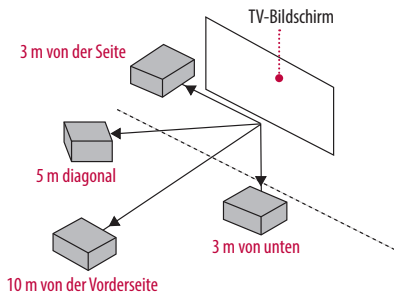 TV-Bildschirm
3 m von der Seite
5 m diagonal
3 m von unten
10 m von der Vorderseite